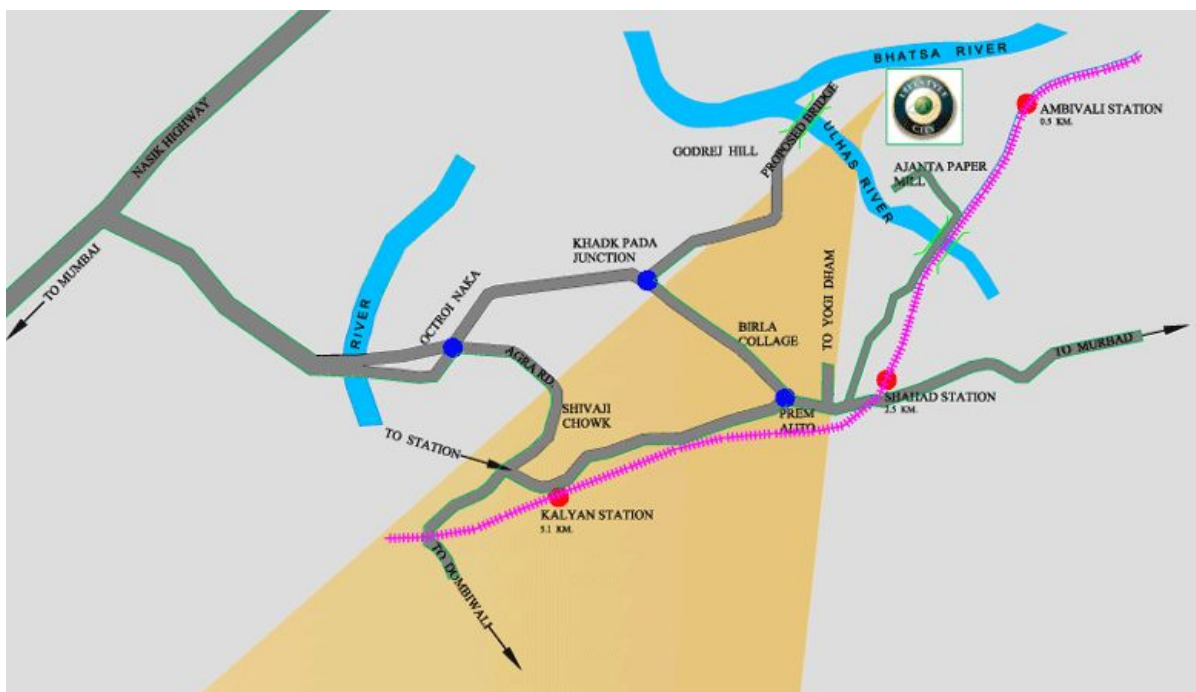 BHATSA RIVER
LIFESTYLE
CITY
AMBIVALI STATION
0.5 KM.
NASIK HIGHWAY
PROPOSED BRIDGE
ULHAS RIVER
GODREJ HILL
AJANTA PAPER
MILL
TO MUMBAI
KHADK PADA
JUNCTION
OCTROI NAKA
RIVER
TO YOGI DHAM
BIRLA
COLLAGE
TO MURBAD
AGRA RD.
SHAHAD STATION
2.5 KM.
SHIVAJI
CHOWK
PREM
AUTO
TO STATION
KALYAN STATION
5.1 KM.
TO DOMBIWALI